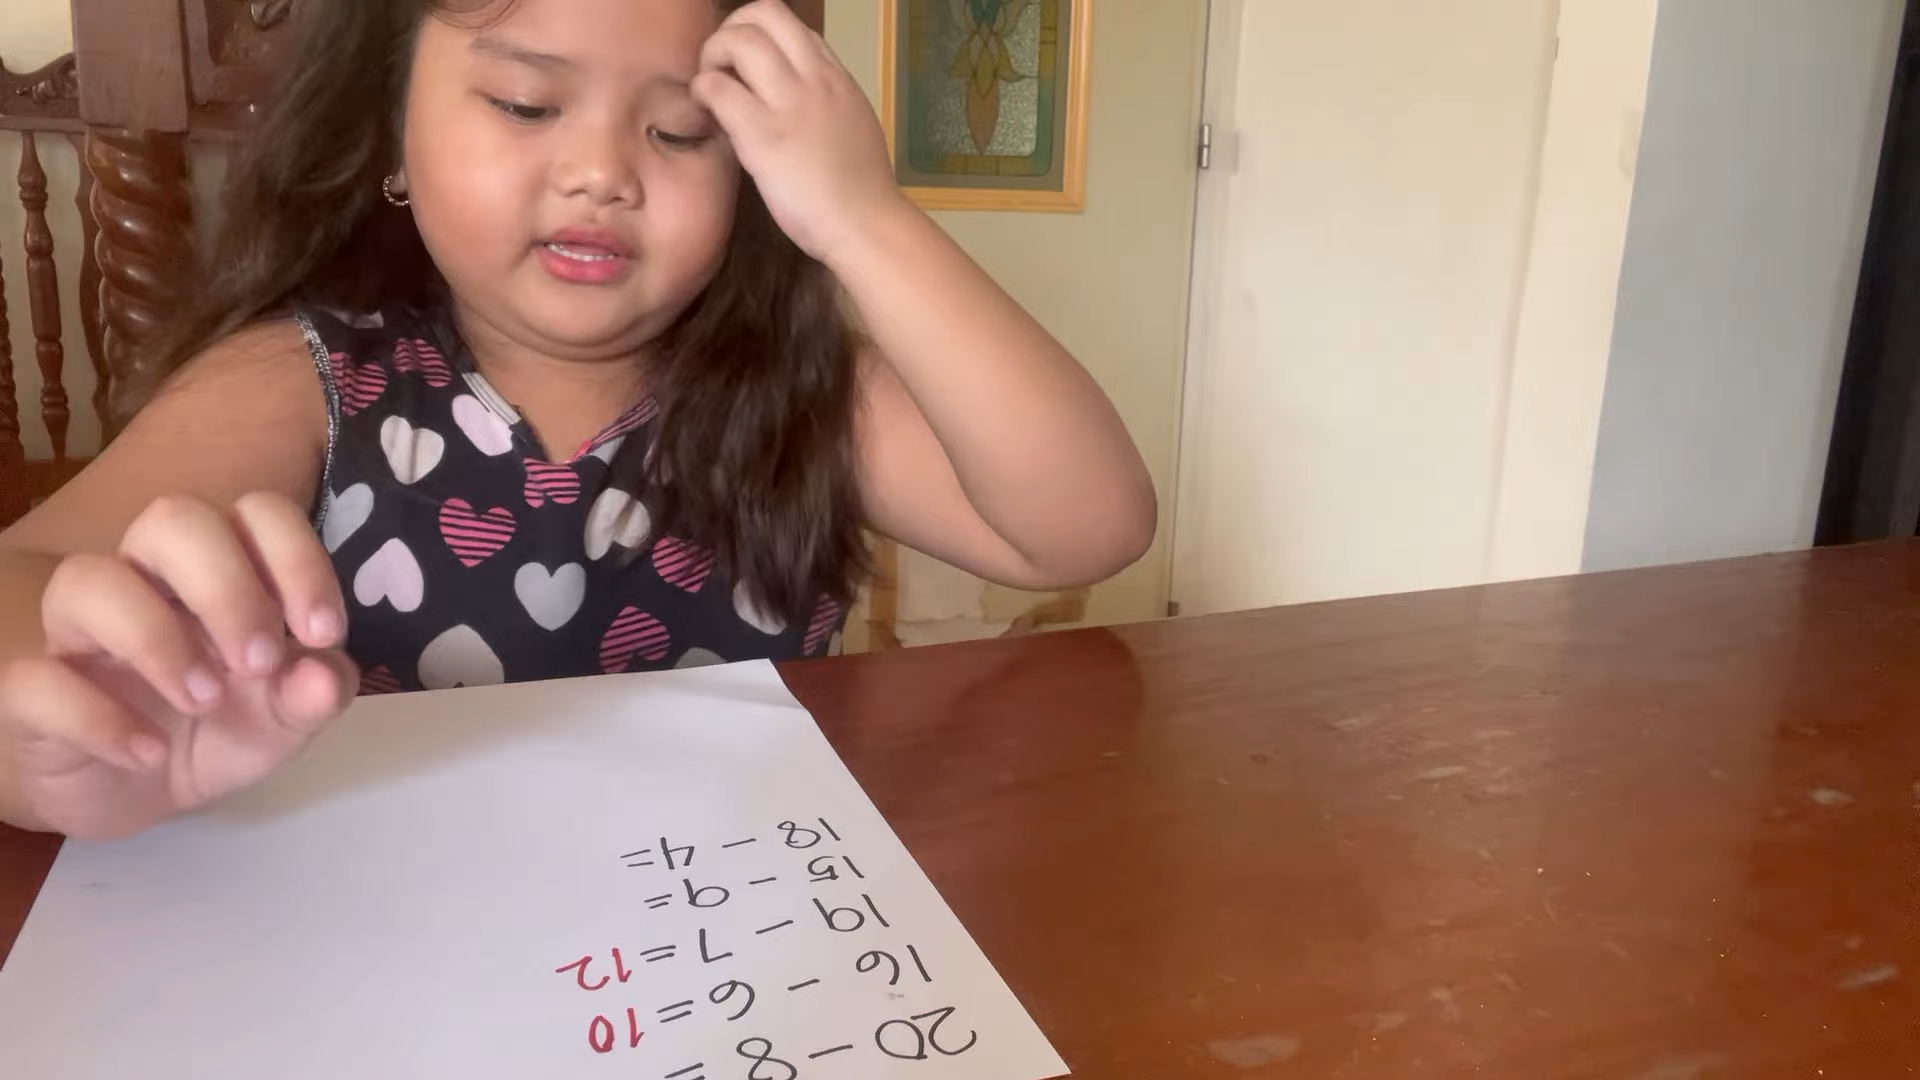 20 - 8 =
16 - 6 = 10
19 - 7 = 12
15 - 9 =
18 - 4 =